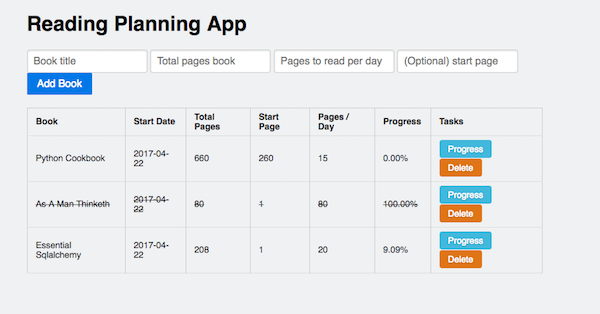 Reading Planning App
Book title Total pages book Pages to read per day (Optional) start page
Add Book
Book Start Date Total Pages Start Page Pages / Day Progress Tasks
Python Cookbook 2017-04-22 660 260 15 0.00% Progress Delete
As A Man Thinketh 2017-04-22 80 1 80 100.00% Progress Delete
Essential Sqlalchemy 2017-04-22 208 1 20 9.09% Progress Delete